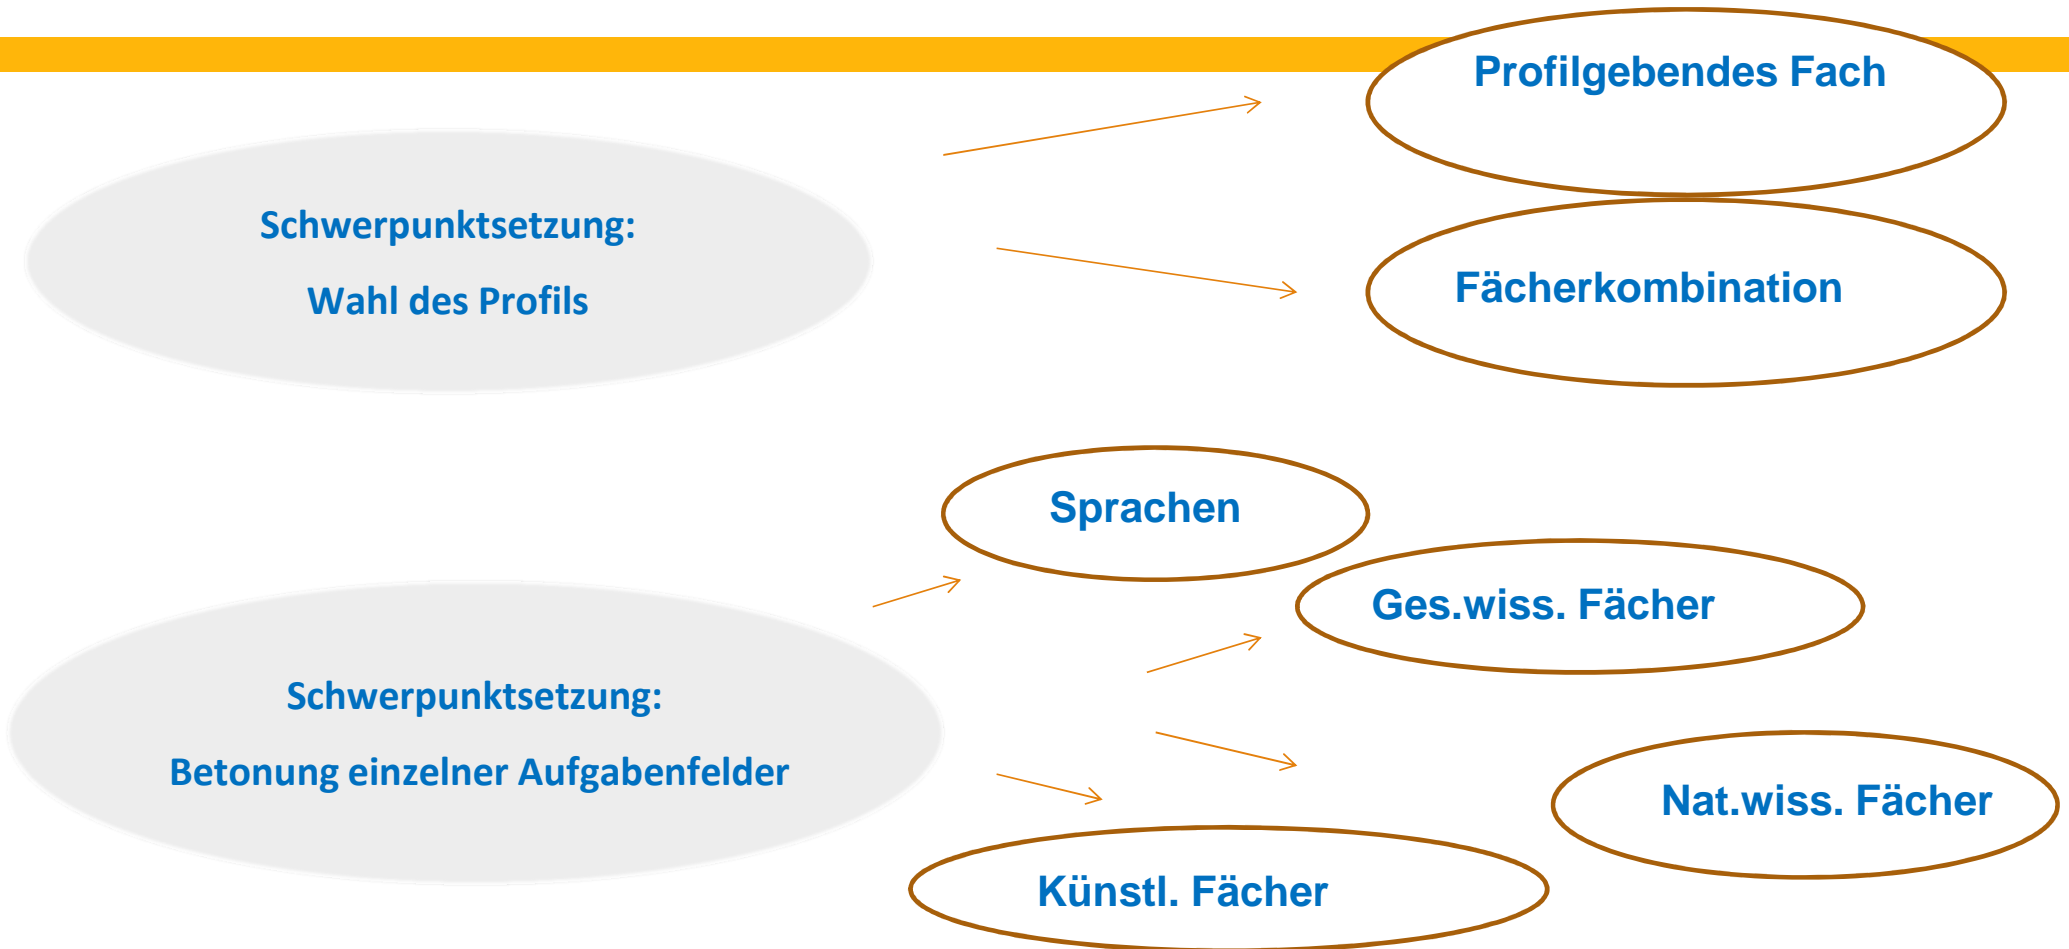 Profilgebendes Fach
Schwerpunktsetzung:
Wahl des Profils
Fächerkombination
Sprachen
Ges.wiss. Fächer
Schwerpunktsetzung:
Betonung einzelner Aufgabenfelder
Nat.wiss. Fächer
Künstl. Fächer